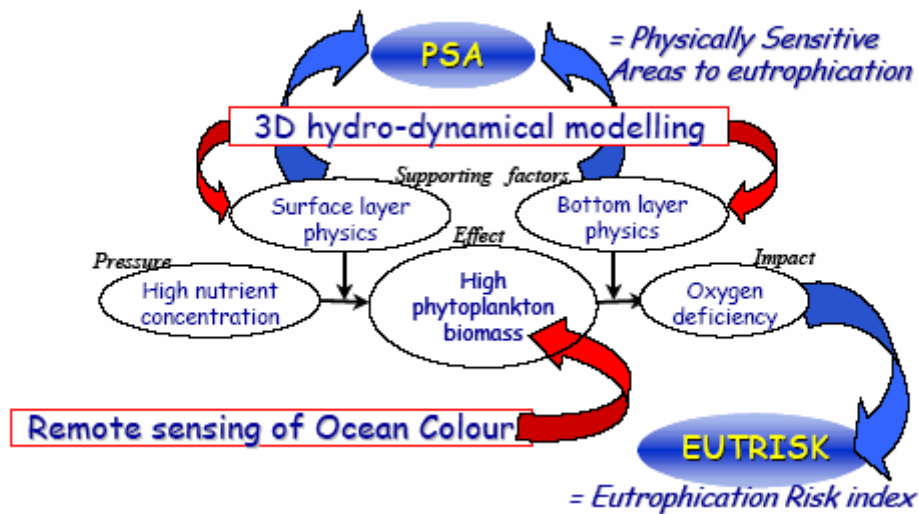 PSA
= Physically Sensitive
Areas to eutrophication
3D hydro-dynamical modelling
Supporting factors
Surface layer
physics
Bottom layer
physics
Pressure
Effect
Impact
High nutrient
concentration
High
phytoplankton
biomass
Oxygen
deficiency
Remote sensing of Ocean Colour
EUTRISK
= Eutrophication Risk index